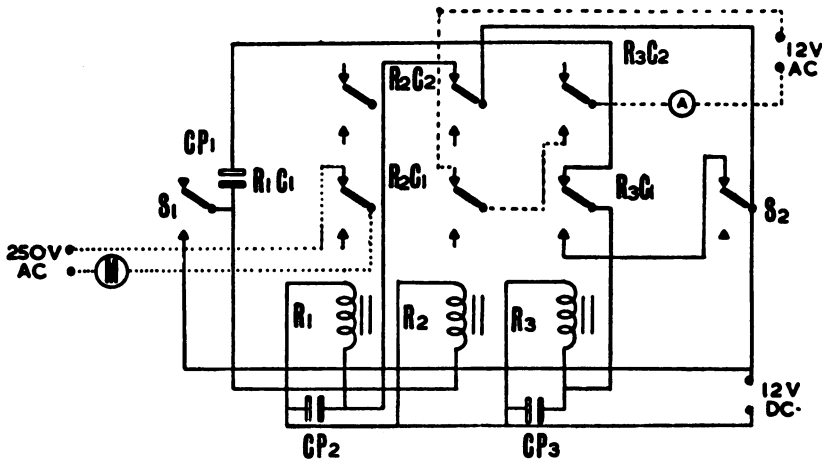 12V
AC
R3C2
R2C2
A
CP1
R1C1
R2C1
R3C1
S1
S2
250V
AC
M
R1
R2
R3
12V
DC.
CP2
CP3